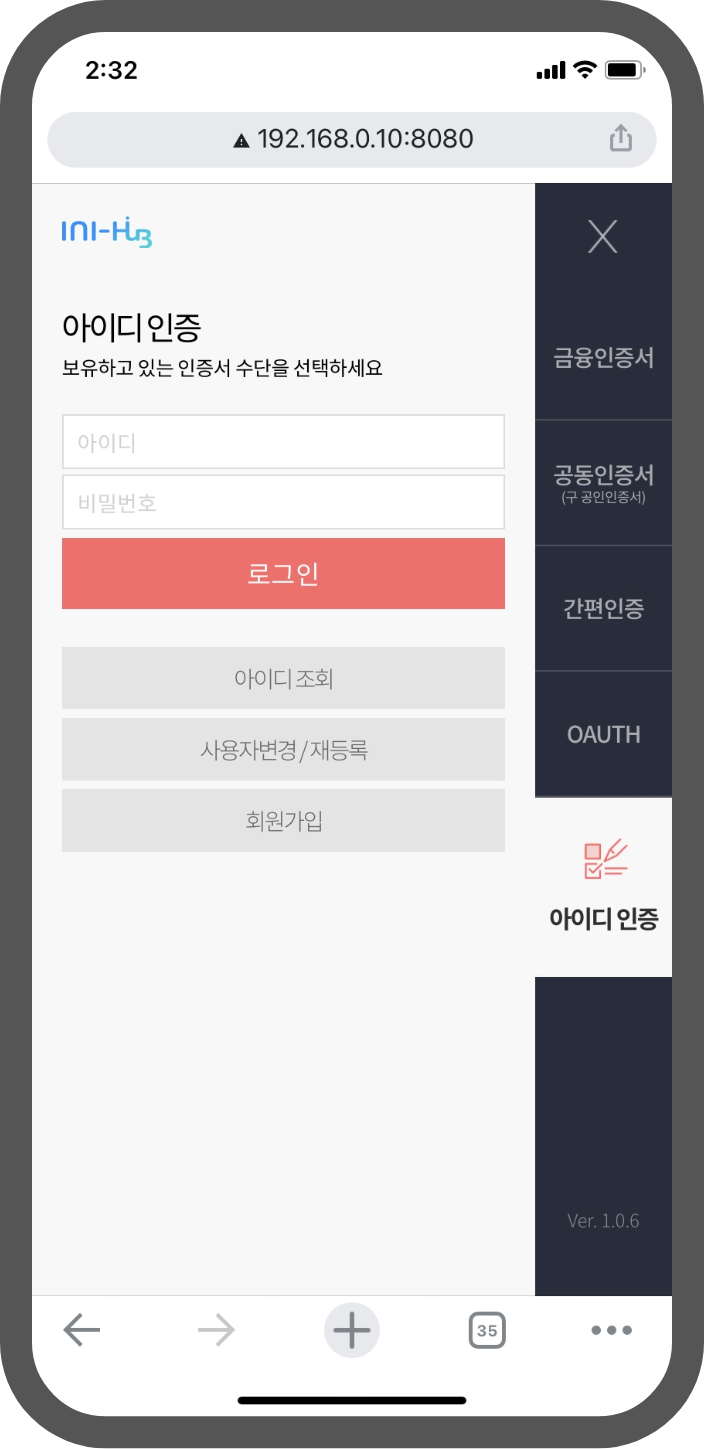 2:32
192.168.0.10:8080
INI-HUB
X
아이디 인증
보유하고 있는 인증서 수단을 선택하세요
아이디
비밀번호
로그인
아이디 조회
사용자변경 / 재등록
회원가입
금융인증서
공동인증서
(구 공인인증서)
간편인증
OAUTH
아이디 인증
Ver. 1.0.6
35